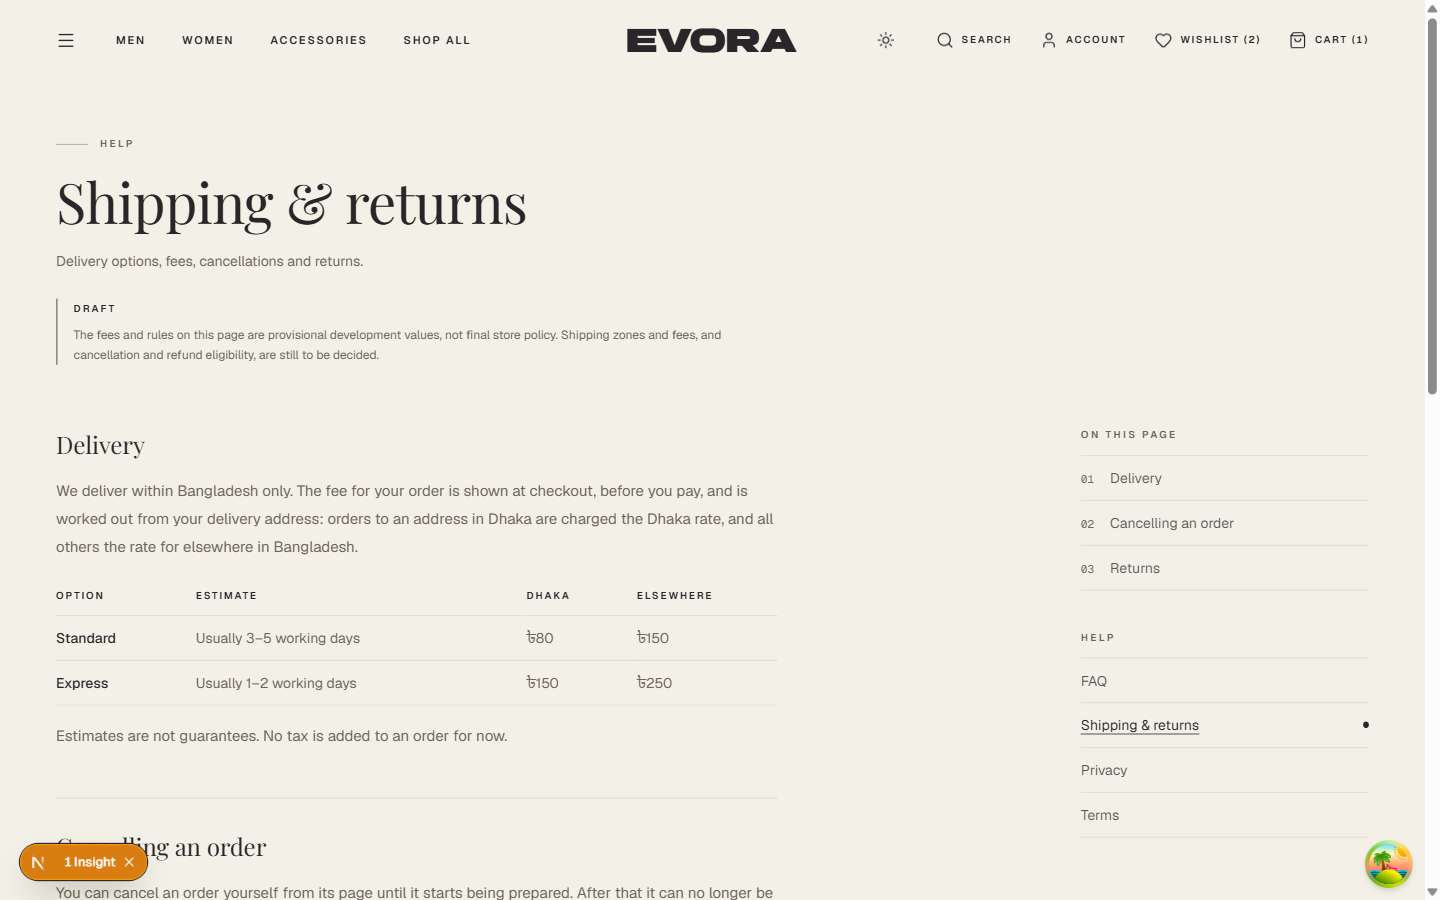 MEN
WOMEN
ACCESSORIES
SHOP ALL
EVORA
SEARCH
ACCOUNT
WISHLIST (2)
CART (1)
HELP
Shipping & returns
Delivery options, fees, cancellations and returns.
DRAFT
The fees and rules on this page are provisional development values, not final store policy. Shipping zones and fees, and
cancellation and refund eligibility, are still to be decided.
Delivery
We deliver within Bangladesh only. The fee for your order is shown at checkout, before you pay, and is
worked out from your delivery address: orders to an address in Dhaka are charged the Dhaka rate, and all
others the rate for elsewhere in Bangladesh.
OPTION ESTIMATE DHAKA ELSEWHERE
Standard Usually 3–5 working days ৳80 ৳150
Express Usually 1–2 working days ৳150 ৳250
Estimates are not guarantees. No tax is added to an order for now.
an order
You can cancel an order yourself from its page until it starts being prepared. After that it can no longer be
ON THIS PAGE
01 Delivery
02 Cancelling an order
03 Returns
HELP
FAQ
Shipping & returns
Privacy
Terms
N 1 Insight